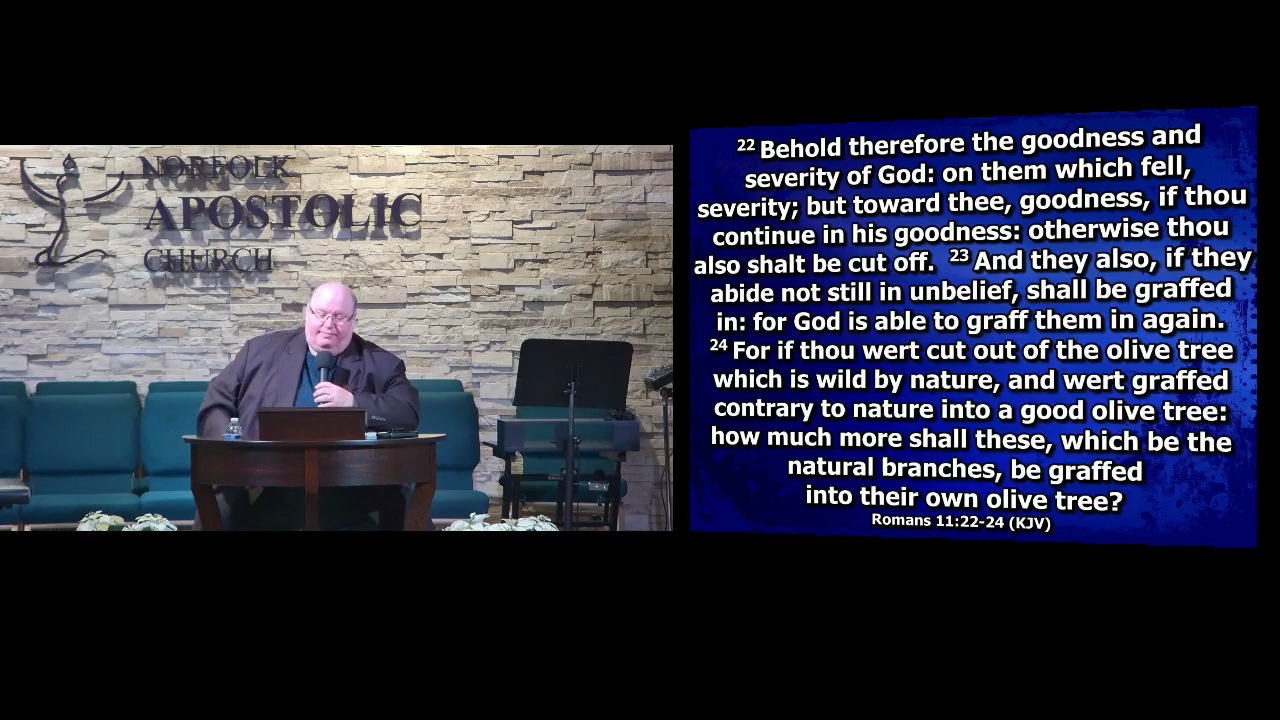 NORFOLK
APOSTOLIC
CHURCH
22 Behold therefore the goodness and
severity of God: on them which fell,
severity; but toward thee, goodness, if thou
continue in his goodness: otherwise thou
also shalt be cut off. 23 And they also, if they
abide not still in unbelief, shall be graffed
in: for God is able to graff them in again.
24 For if thou wert cut out of the olive tree
which is wild by nature, and wert graffed
contrary to nature into a good olive tree:
how much more shall these, which be the
natural branches, be graffed
into their own olive tree?
Romans 11:22-24 (KJV)